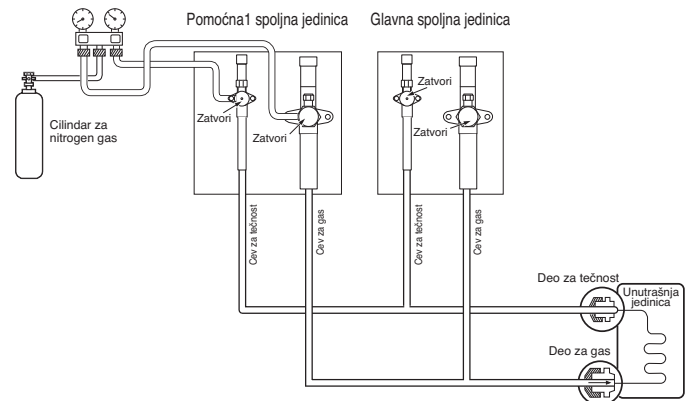 Pomoćna1 spoljna jedinica
Glavna spoljna jedinica
Cilindar za
nitrogen gas
Zatvori
Zatvori
Zatvori
Zatvori
Cev za tečnost
Cev za gas
Cev za tečnost
Cev za gas
Deo za tečnost
Unutrašnja
jedinica
Deo za gas